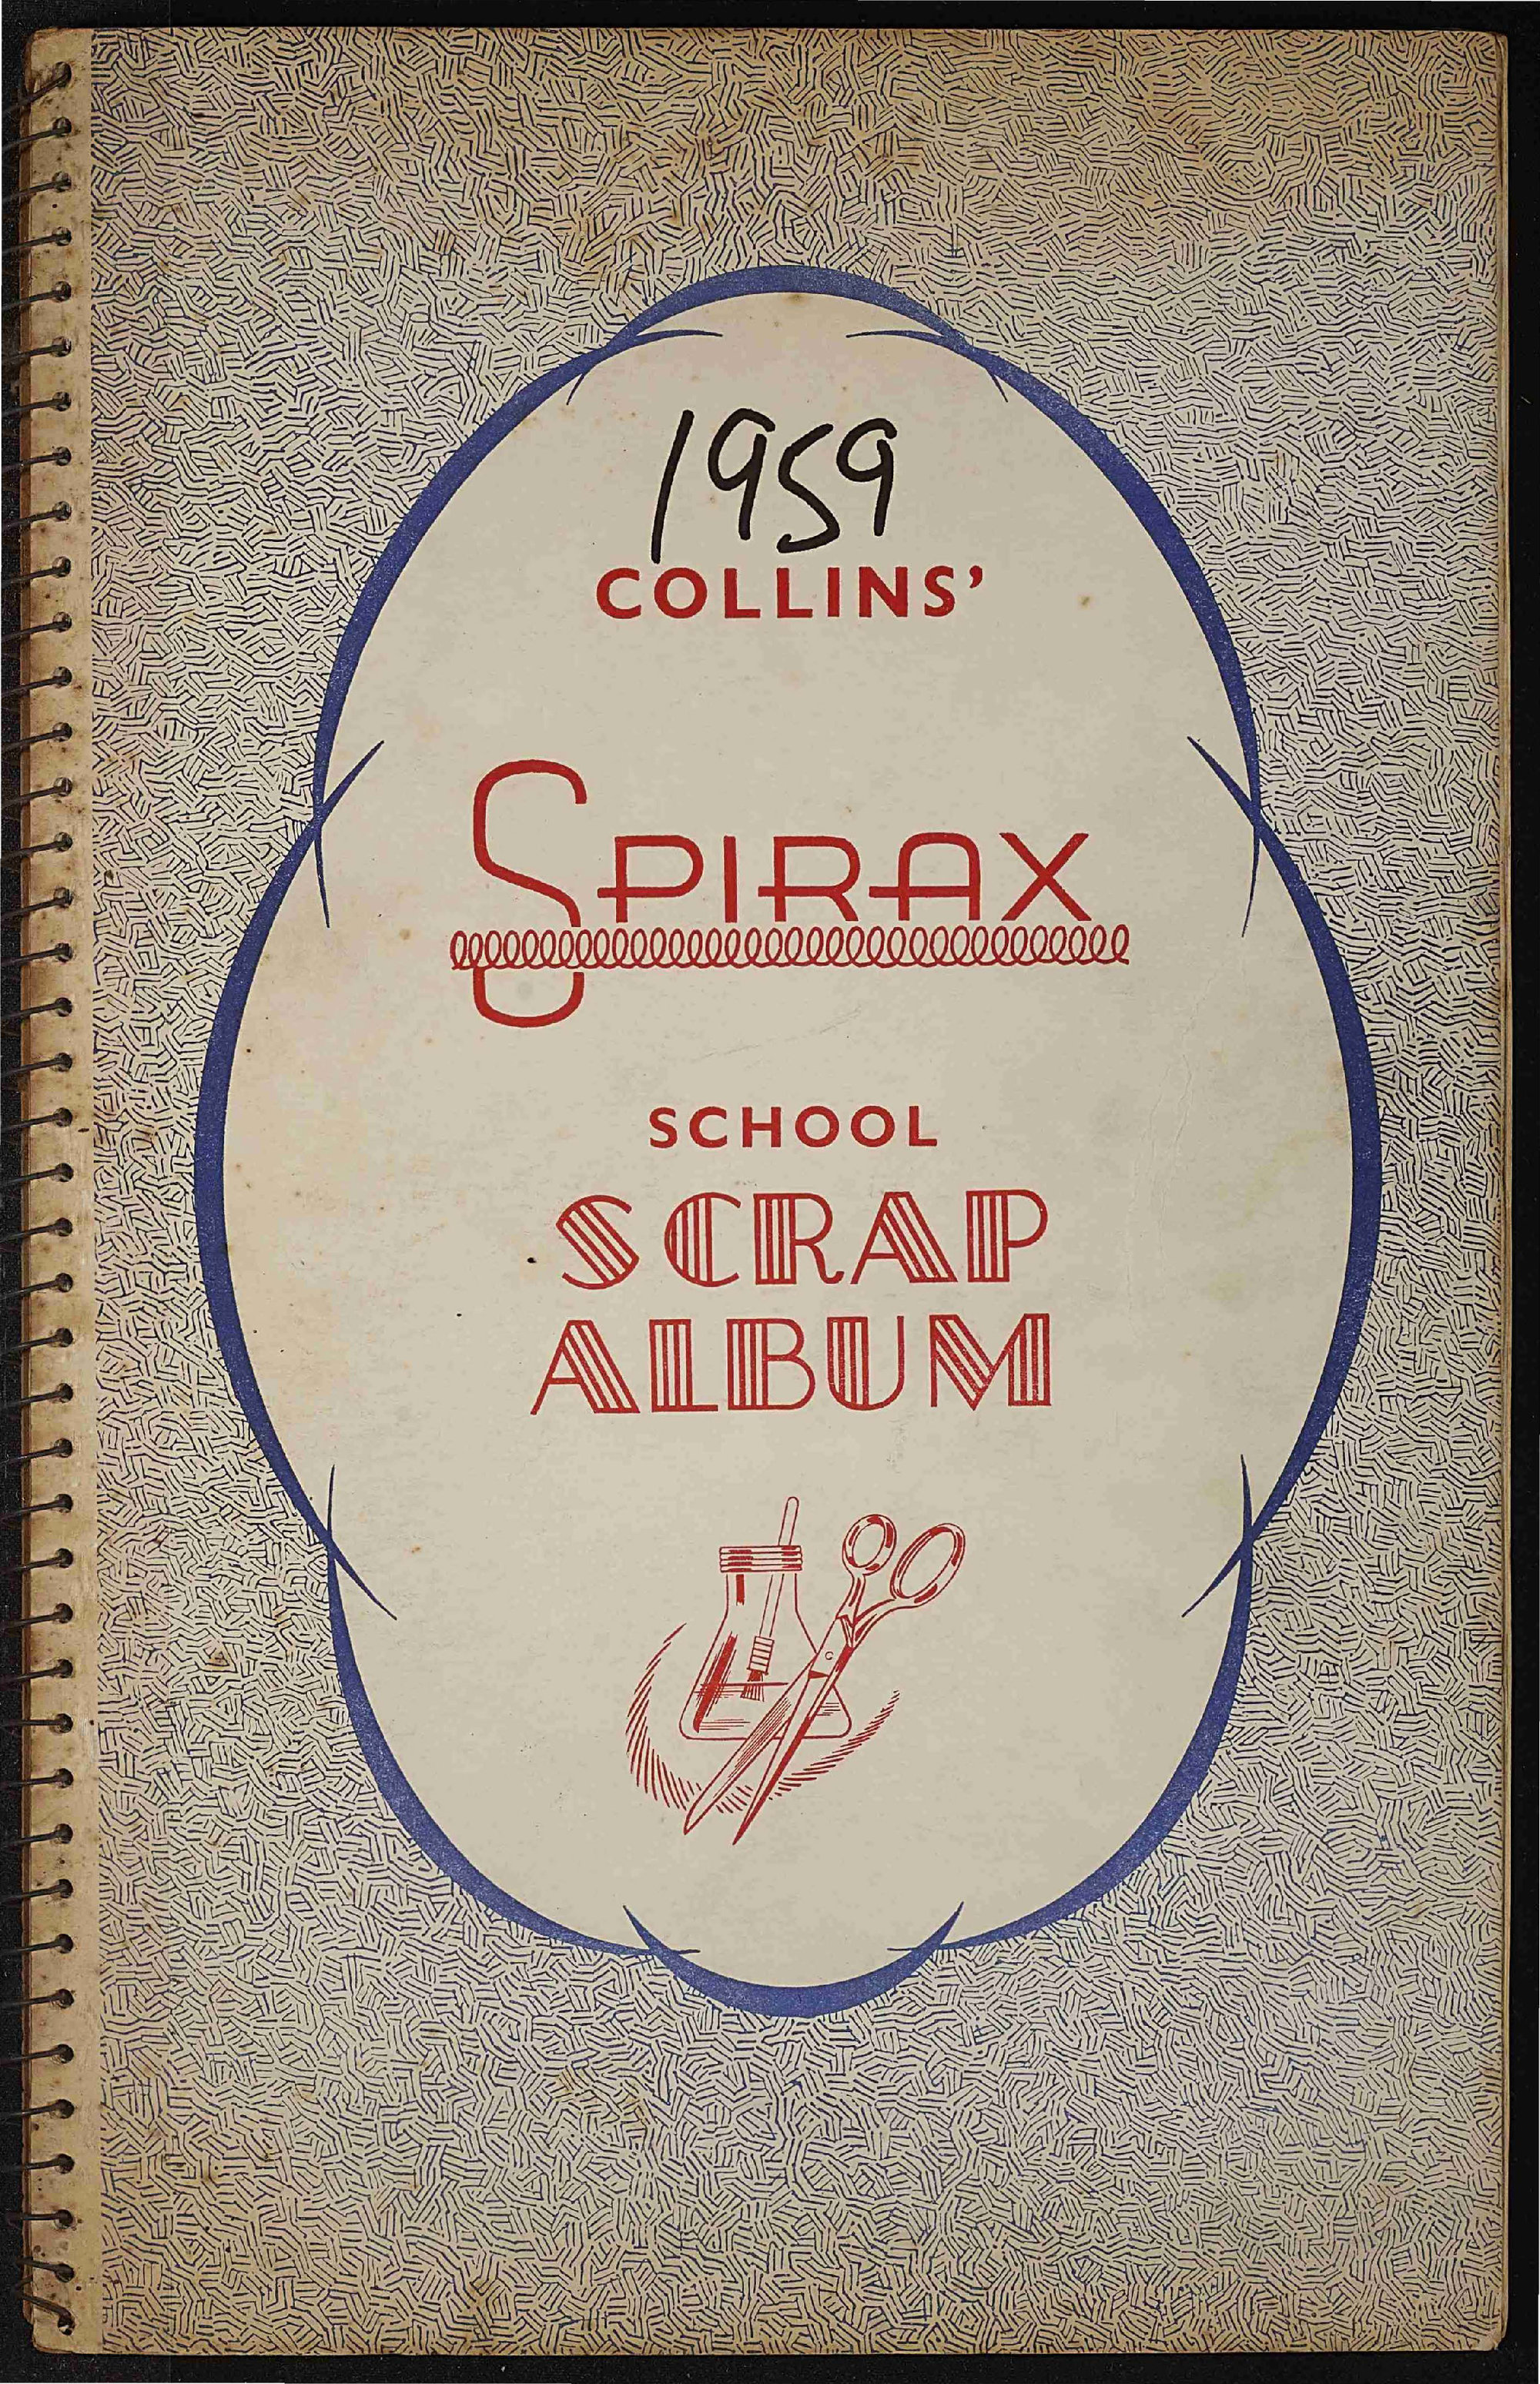 1959
COLLINS'
SPIRAX
SCHOOL
SCRAP
ALBUM